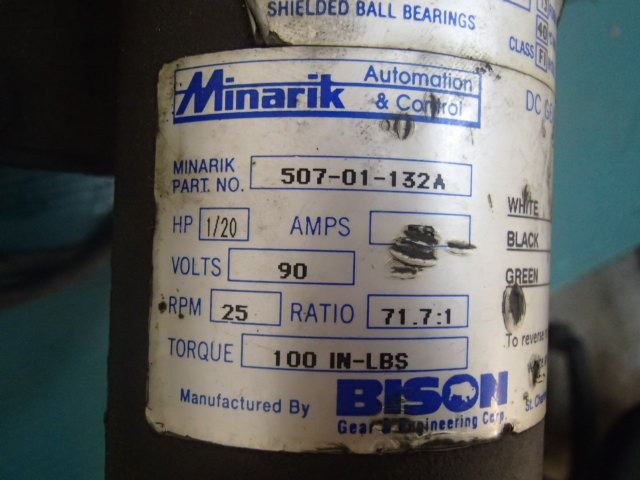 SHIELDED BALL BEARINGS
CLASS F
Minarik Automation
& Control
DC
MINARIK
PART. NO. 507-01-132A
HP 1/20 AMPS
WHITE
BLACK
VOLTS 90
GREEN
RPM 25 RATIO 71.7:1
To reverse
TORQUE 100 IN-LBS
Manufactured By BISON
Gear & Engineering Corp.
St.